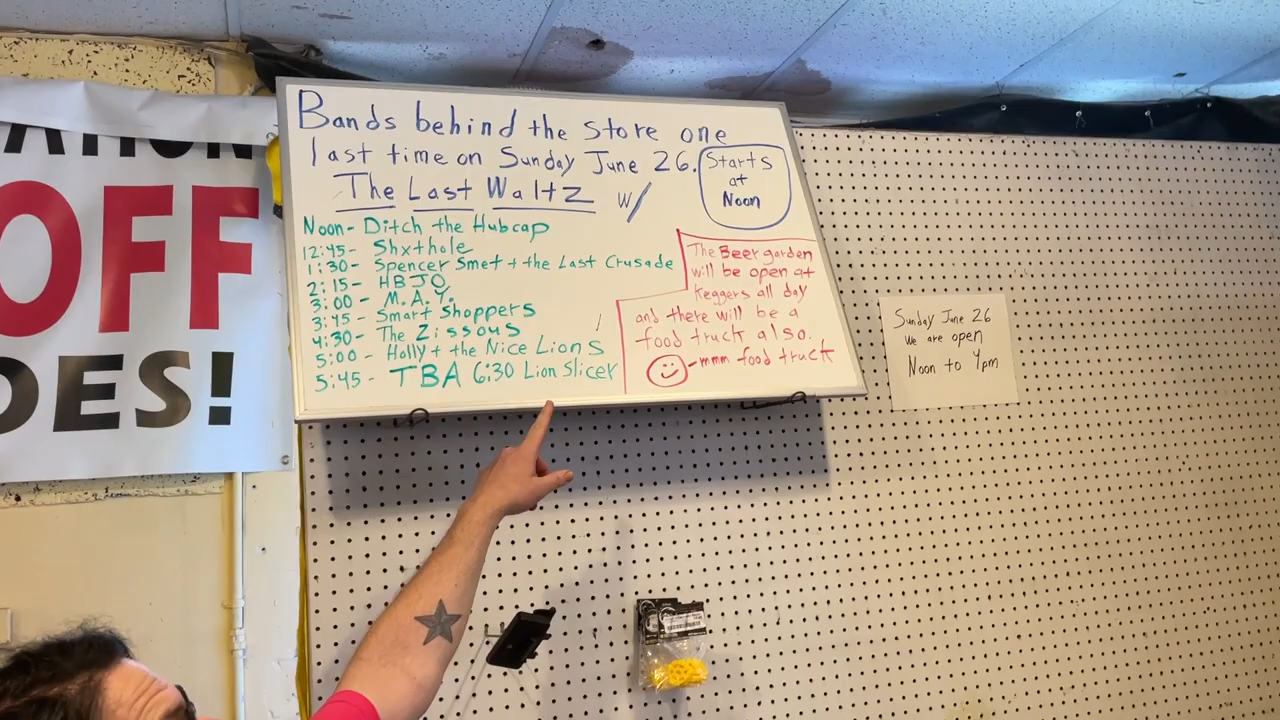 ATION
OFF
DES!
Bands behind the Store one
last time on Sunday June 26.
The Last Waltz w/
Starts
at
Noon
Noon- Ditch the Hubcap
12:45- Shxthole
1:30- Spencer Smet + the Last Crusade
2:15- HBJO
3:00- M.A.Y.
3:45- Smart Shoppers
4:30- The Zissous
5:00- Holly + the Nice Lions
5:45- TBA 6:30 Lion Slicer
The Beer garden
will be open at
Keggers all day
and there will be a
food truck also.
-mmm food truck
Sunday June 26
We are open
Noon to 4pm